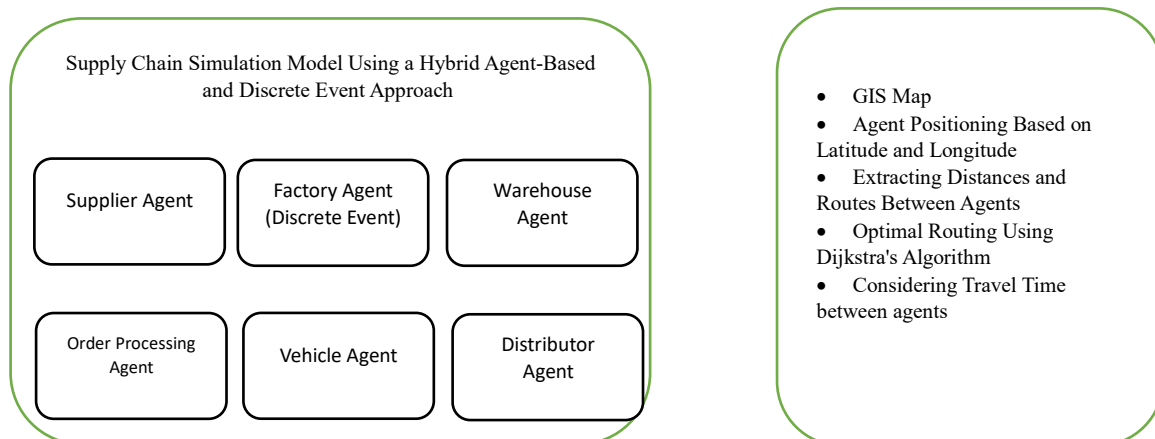 Supply Chain Simulation Model Using a Hybrid Agent-Based
and Discrete Event Approach
Supplier Agent
Factory Agent
(Discrete Event)
Warehouse
Agent
Order Processing
Agent
Vehicle Agent
Distributor
Agent
• GIS Map
• Agent Positioning Based on
Latitude and Longitude
• Extracting Distances and
Routes Between Agents
• Optimal Routing Using
Dijkstra's Algorithm
• Considering Travel Time
between agents